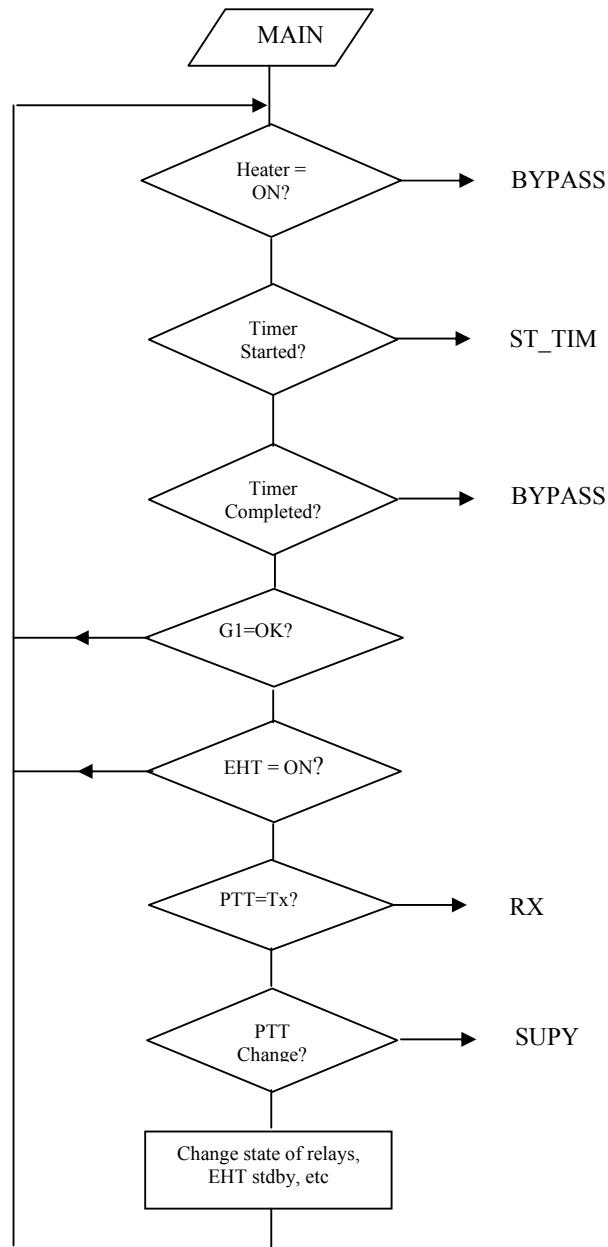 MAIN
Heater =
ON?
BYPASS
Timer
Started?
ST_TIM
Timer
Completed?
BYPASS
G1=OK?
EHT = ON?
PTT=Tx?
RX
PTT
Change?
SUPY
Change state of relays,
EHT stdby, etc